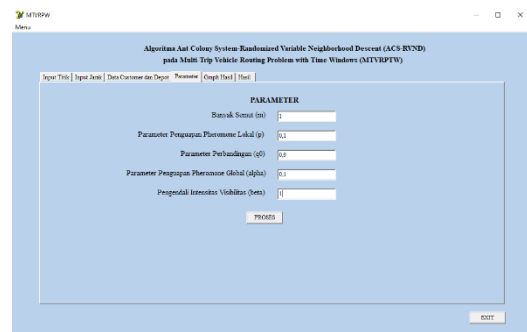 MTVRPW
Menu
Algoritma Ant Colony System-Randomized Variable Neighborhood Descent (ACS-RVND)
pada Multi Trip Vehicle Routing Problem with Time Windows (MTVRPTW)
Input Titik Input Jarak Data Customer dan Depot Parameter Graph Hasil Hasil
PARAMETER
Banyak Semut (m) 1
Parameter Penguapan Pheromone Lokal (p) 0,1
Parameter Perbandingan (q0) 0,9
Parameter Penguapan Pheromone Global (alpha) 0,1
Pengendali Intensitas Visibilitas (beta) 1
PROSES
EXIT